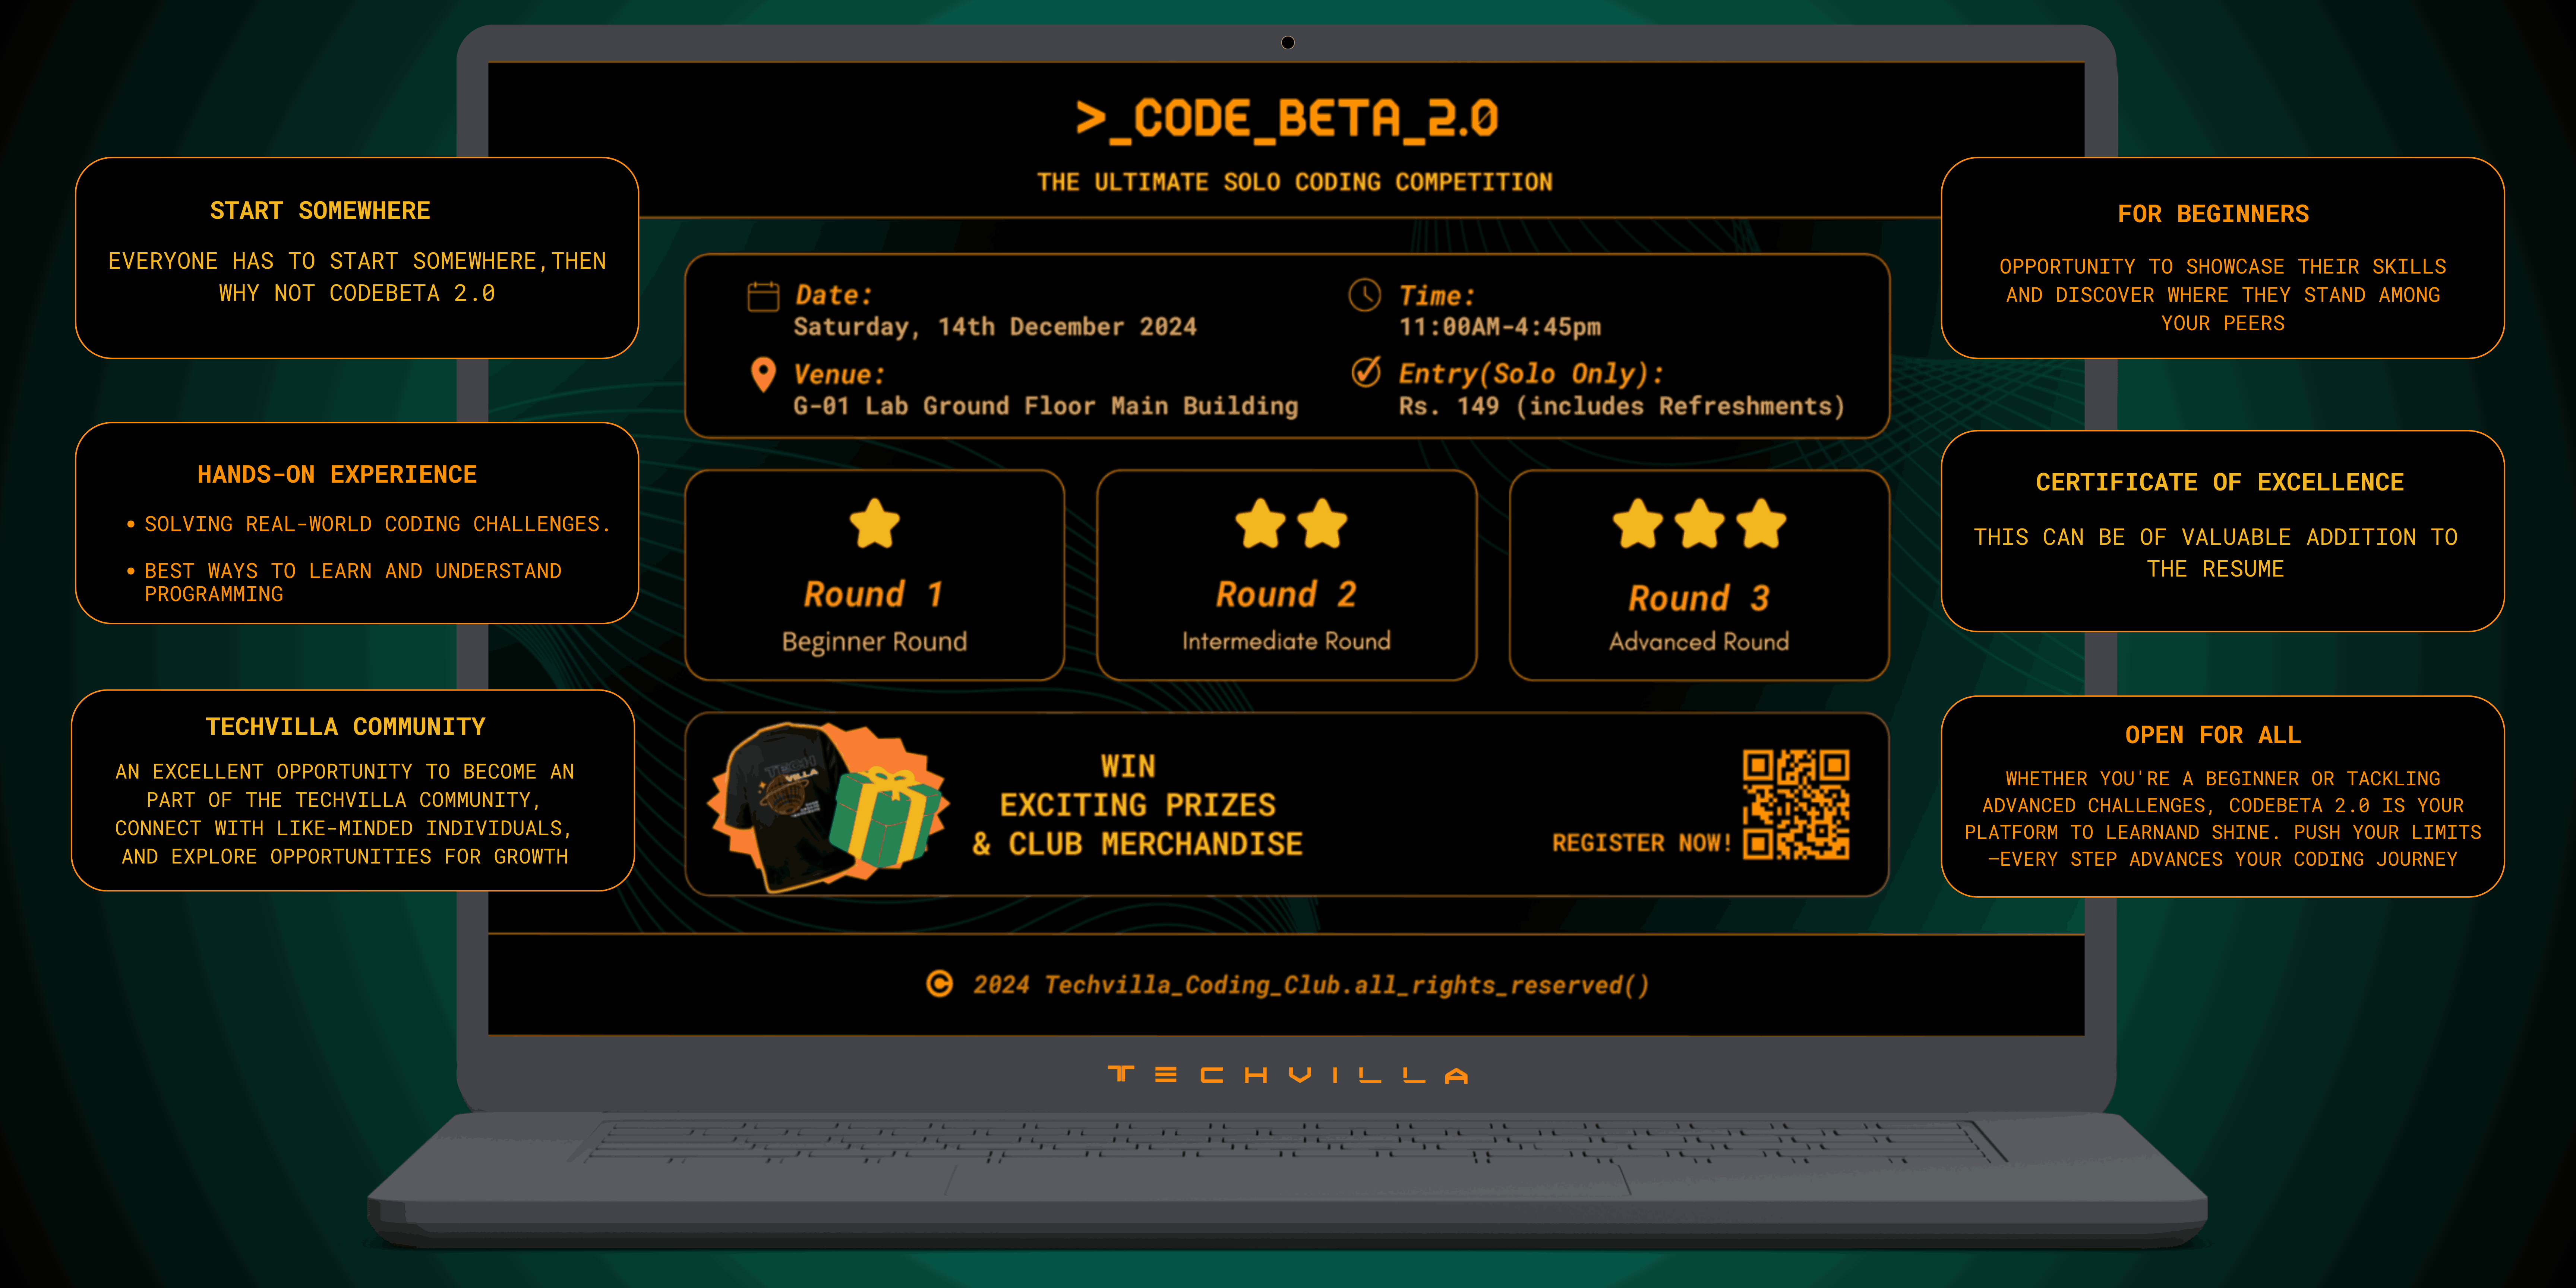 >_CODE_BETA_2.0
THE ULTIMATE SOLO CODING COMPETITION
START SOMEWHERE
EVERYONE HAS TO START SOMEWHERE,THEN
WHY NOT CODEBETA 2.0
HANDS-ON EXPERIENCE
• SOLVING REAL-WORLD CODING CHALLENGES.
• BEST WAYS TO LEARN AND UNDERSTAND
PROGRAMMING
TECHVILLA COMMUNITY
AN EXCELLENT OPPORTUNITY TO BECOME AN
PART OF THE TECHVILLA COMMUNITY,
CONNECT WITH LIKE-MINDED INDIVIDUALS,
AND EXPLORE OPPORTUNITIES FOR GROWTH
Date:
Saturday, 14th December 2024
Time:
11:00AM-4:45pm
Venue:
G-01 Lab Ground Floor Main Building
Entry(Solo Only):
Rs. 149 (includes Refreshments)
Round 1
Beginner Round
Round 2
Intermediate Round
Round 3
Advanced Round
TECH
VILLA
WIN
EXCITING PRIZES
& CLUB MERCHANDISE
REGISTER NOW!
FOR BEGINNERS
OPPORTUNITY TO SHOWCASE THEIR SKILLS
AND DISCOVER WHERE THEY STAND AMONG
YOUR PEERS
CERTIFICATE OF EXCELLENCE
THIS CAN BE OF VALUABLE ADDITION TO
THE RESUME
OPEN FOR ALL
WHETHER YOU'RE A BEGINNER OR TACKLING
ADVANCED CHALLENGES, CODEBETA 2.0 IS YOUR
PLATFORM TO LEARNAND SHINE. PUSH YOUR LIMITS
—EVERY STEP ADVANCES YOUR CODING JOURNEY
© 2024 Techvilla_Coding_Club.all_rights_reserved()
TECHVILLA